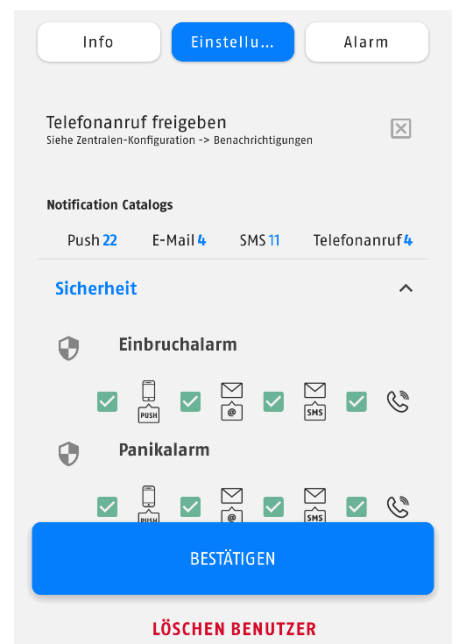 Info Einstellu... Alarm
Telefonanruf freigeben
Siehe Zentralen-Konfiguration -> Benachrichtigungen
Notification Catalogs
Push 22 E-Mail 4 SMS 11 Telefonanruf 4
Sicherheit
Einbruchalarm
PUSH @ SMS
Panikalarm
PUSH @ SMS
BESTÄTIGEN
LÖSCHEN BENUTZER